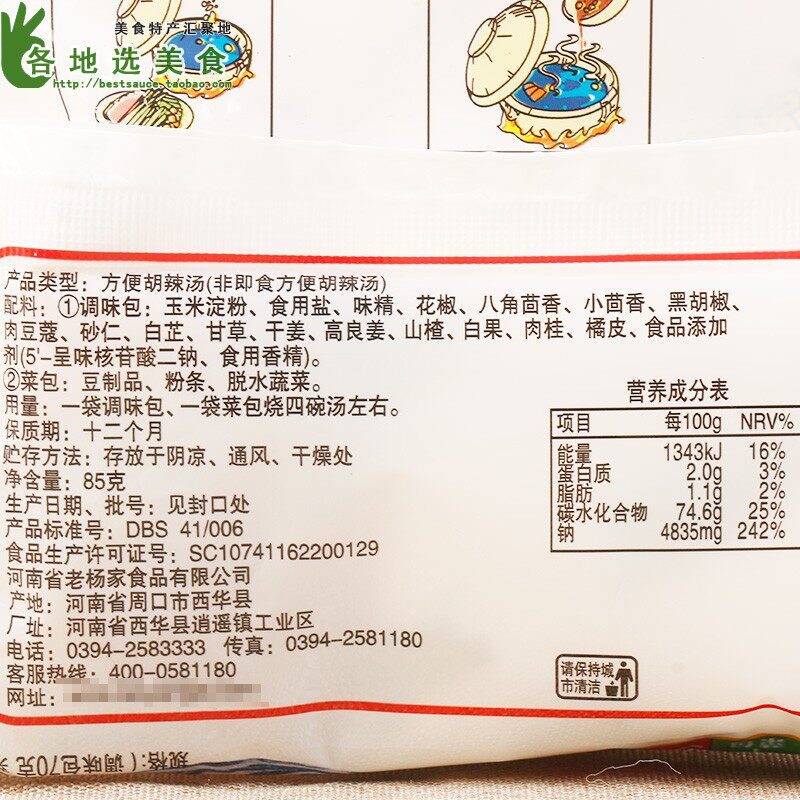 美食特产汇聚地
各地选美食
http://bestsauce.taobao.com/
产品类型：方便胡辣汤(非即食方便胡辣汤)
配料：①调味包：玉米淀粉、食用盐、味精、花椒、八角茴香、小茴香、黑胡椒、
肉豆蔻、砂仁、白芷、甘草、干姜、高良姜、山楂、白果、肉桂、橘皮、食品添加
剂(5'-呈味核苷酸二钠、食用香精)。
②菜包：豆制品、粉条、脱水蔬菜。
用量：一袋调味包、一袋菜包烧四碗汤左右。
保质期：十二个月
贮存方法：存放于阴凉、通风、干燥处
净含量：85克
生产日期、批号：见封口处
产品标准号：DBS 41/006
食品生产许可证号：SC10741162200129
河南省老杨家食品有限公司
产地：河南省周口市西华县
厂址：河南省西华县逍遥镇工业区
电话：0394-2583333 传真：0394-2581180
客服热线：400-0581180
网址：
营养成分表
项目 每100g NRV%
能量 1343kJ 16%
蛋白质 2.0g 3%
脂肪 1.1g 2%
碳水化合物 74.6g 25%
钠 4835mg 242%
请保持城
市清洁
规格：(调味包70克